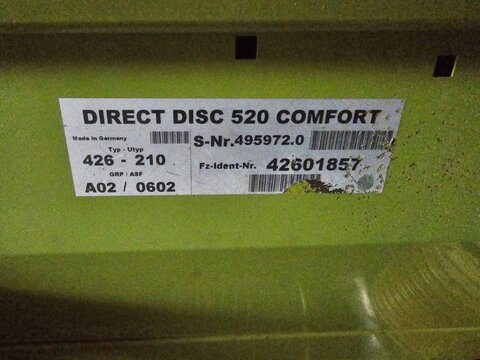 DIRECT DISC 520 COMFORT
Made in Germany
S-Nr.495972.0
Typ - Utyp
426 - 210
Fz-Ident-Nr. 42601857
GRP / ASF
A02 / 0602